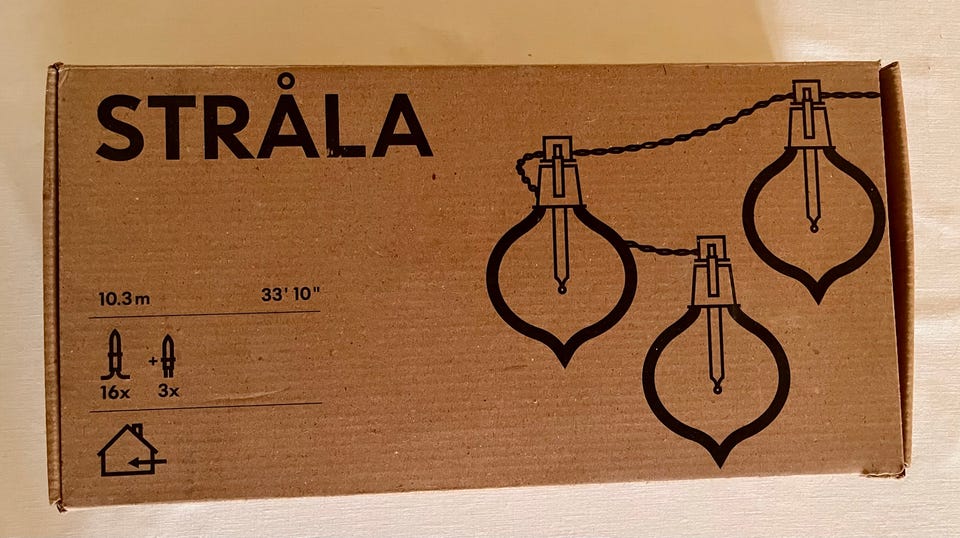 STRÅLA
10.3 m 33' 10"
+
16x 3x